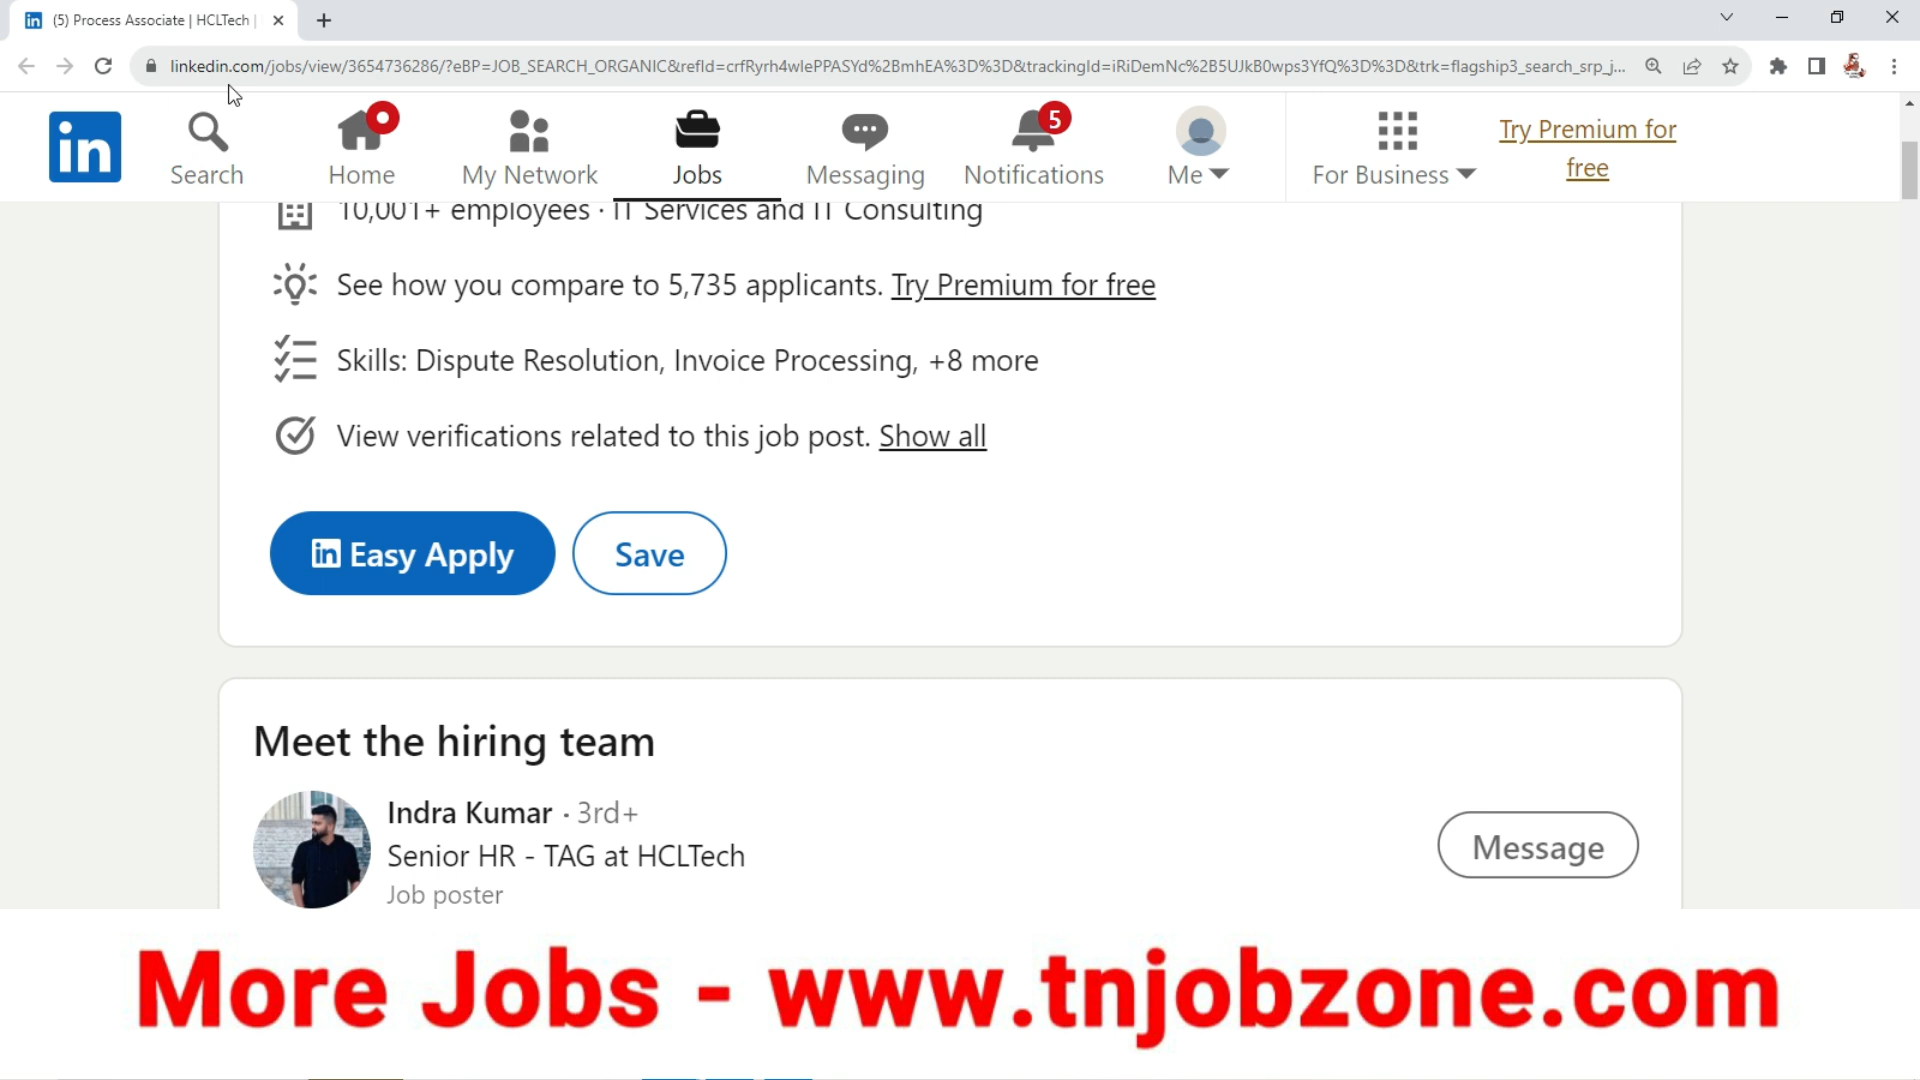 (5) Process Associate | HCLTech |
linkedin.com/jobs/view/3654736286/?eBP=JOB_SEARCH_ORGANIC&refId=crfRyrh4wlePPASYd%2BmhEA%3D%3D&trackingId=iRiDemNc%2B5UJkB0wps3YfQ%3D%3D&trk=flagship3_search_srp_j...
in
Search
Home
My Network
Jobs
Messaging
5
Notifications
Me
For Business
Try Premium for
free
10,001+ employees · IT Services and IT Consulting
See how you compare to 5,735 applicants. Try Premium for free
Skills: Dispute Resolution, Invoice Processing, +8 more
View verifications related to this job post. Show all
in Easy Apply
Save
Meet the hiring team
Indra Kumar · 3rd+
Senior HR - TAG at HCLTech
Job poster
Message
More Jobs - www.tnjobzone.com